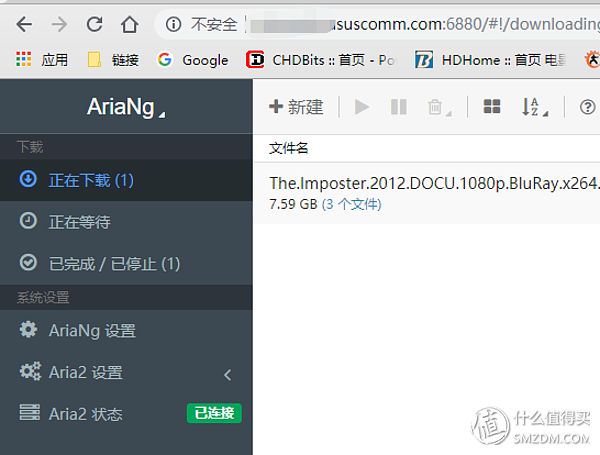 不安全 asuscomm.com:6880/#!/downloading
应用 链接 Google CHDBits :: 首页 - Po HDHome :: 首页 电影
AriaNg
新建
下载
文件名
正在下载 (1)
The.Imposter.2012.DOCU.1080p.BluRay.x264.
7.59 GB (3 个文件)
正在等待
已完成 / 已停止 (1)
系统设置
AriaNg 设置
Aria2 设置
Aria2 状态 已连接
值 什么值得买
SMZDM.COM